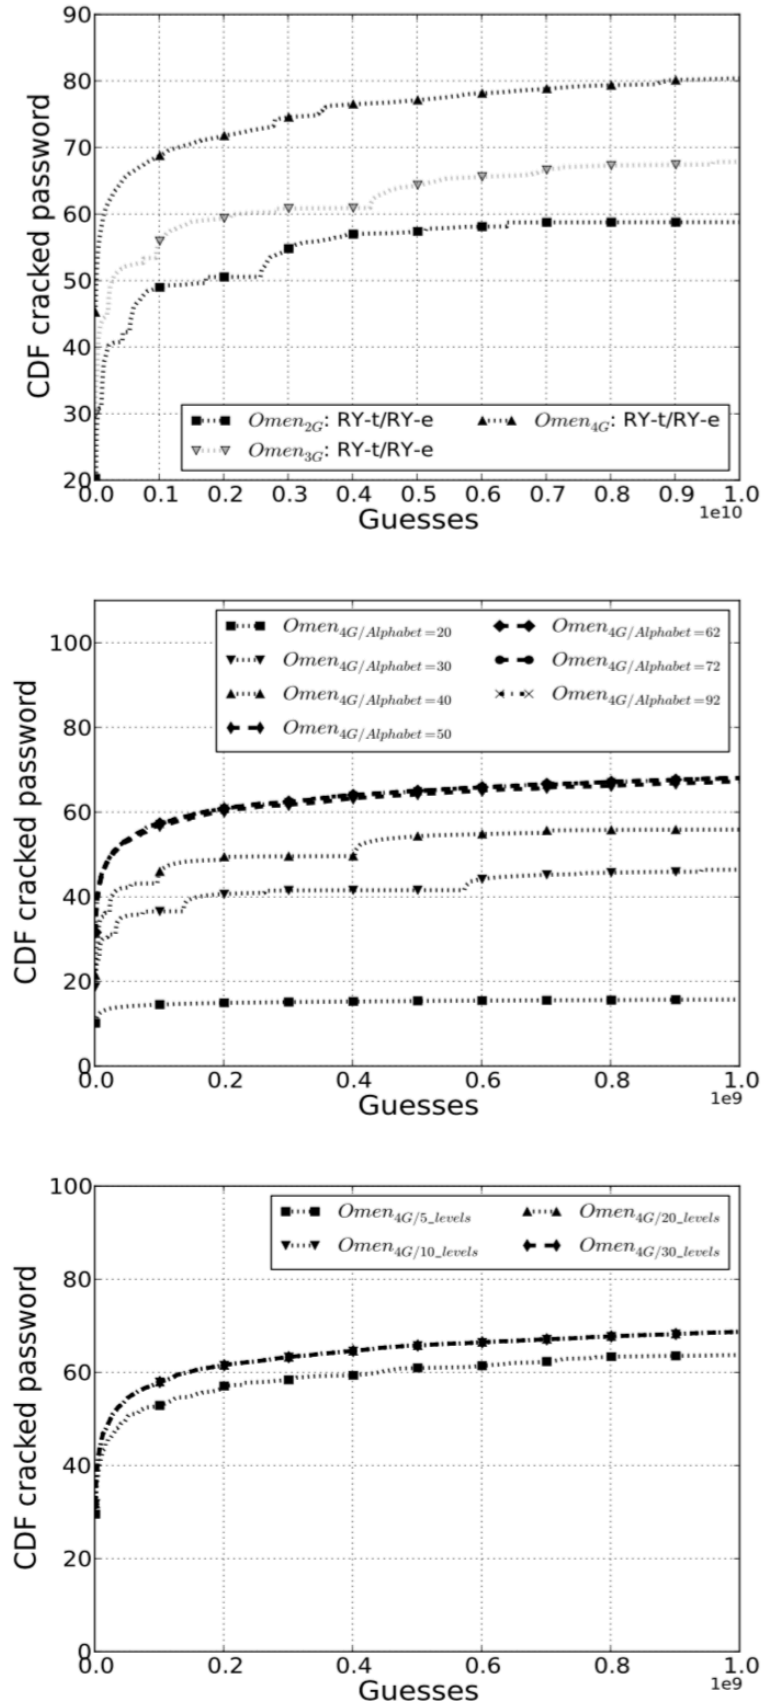 90
80
70
60
50
40
30
20
CDF cracked password
Omen2G: RY-t/RY-e
Omen4G: RY-t/RY-e
Omen3G: RY-t/RY-e
0.0 0.1 0.2 0.3 0.4 0.5 0.6 0.7 0.8 0.9 1.0
1e10
Guesses
100
80
60
40
20
0
CDF cracked password
Omen4G/Alphabet=20
Omen4G/Alphabet=62
Omen4G/Alphabet=30
Omen4G/Alphabet=72
Omen4G/Alphabet=40
Omen4G/Alphabet=92
Omen4G/Alphabet=50
0.0 0.2 0.4 0.6 0.8 1.0
1e9
Guesses
100
80
60
40
20
0
CDF cracked password
Omen4G/5_levels
Omen4G/20_levels
Omen4G/10_levels
Omen4G/30_levels
0.0 0.2 0.4 0.6 0.8 1.0
1e9
Guesses